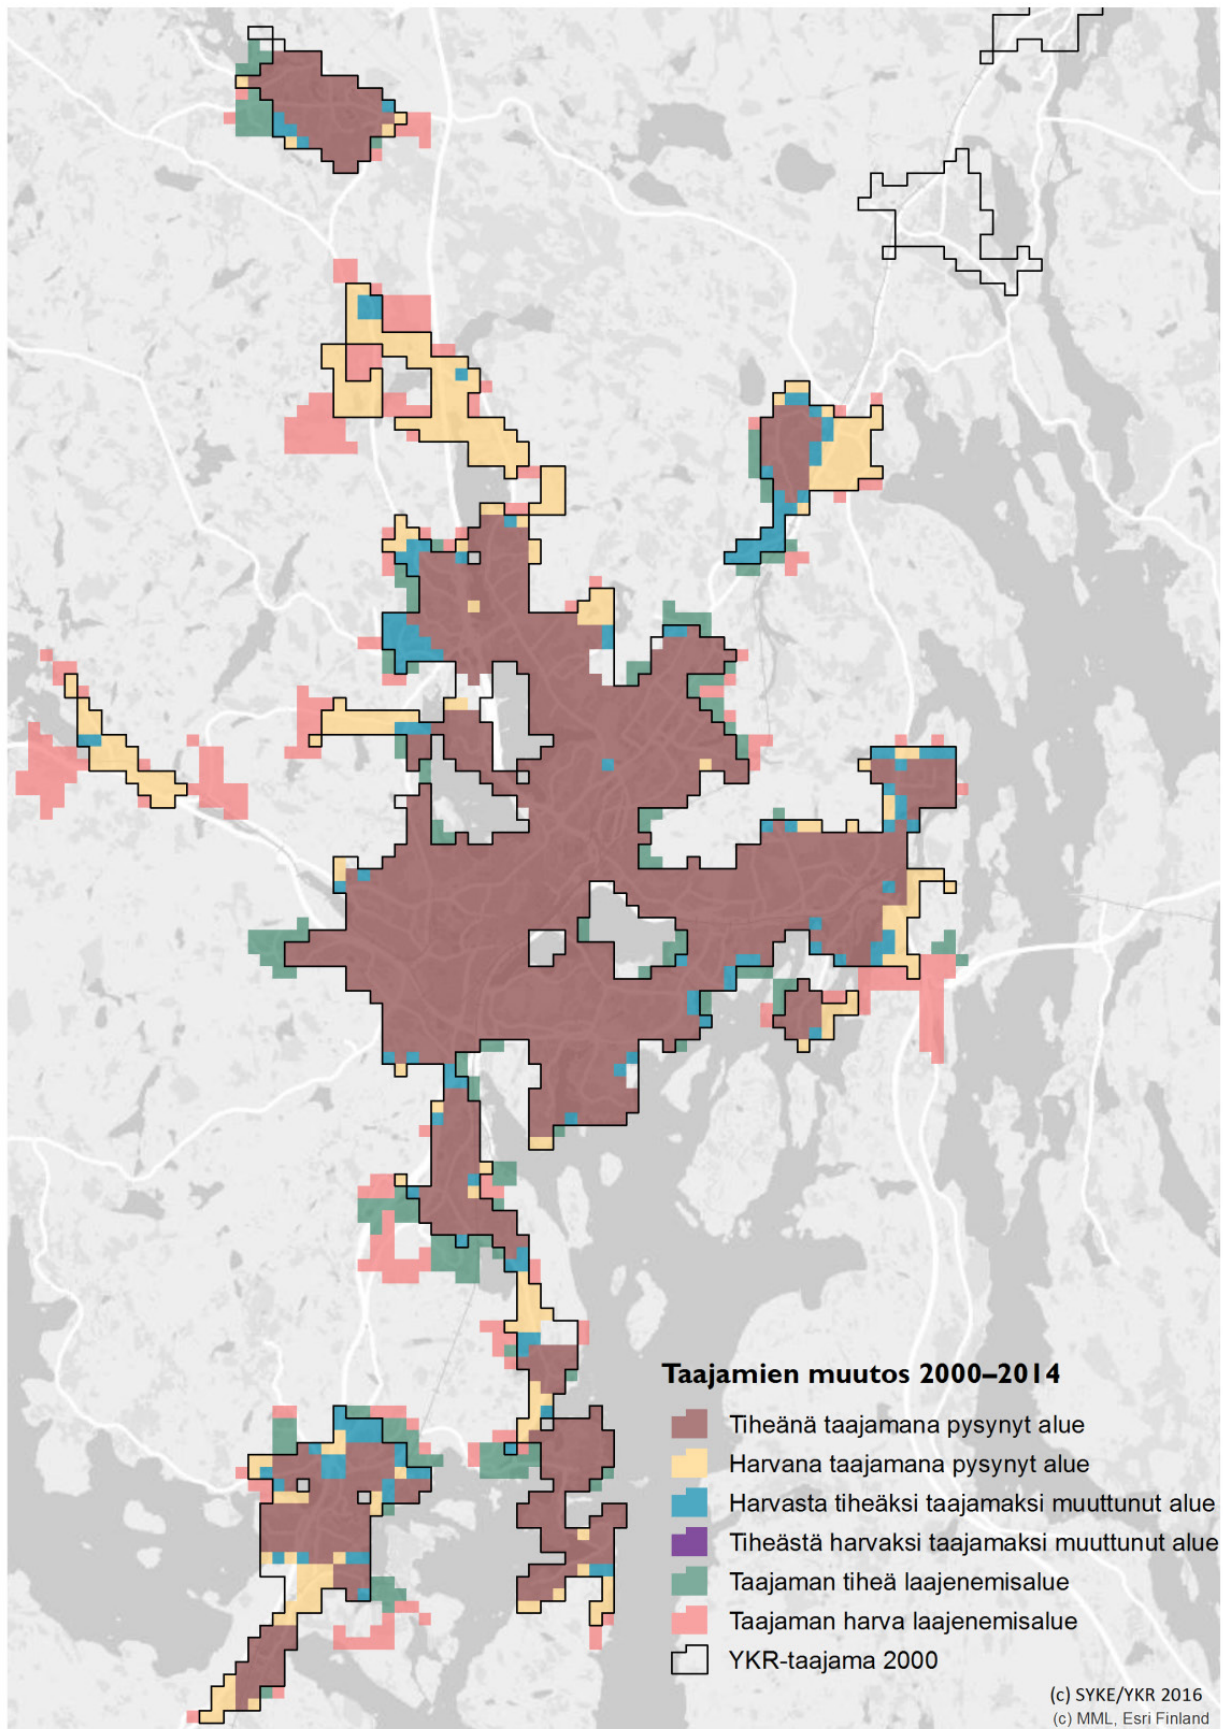 Taajamien muutos 2000–2014
Tiheänä taajamana pysynyt alue
Harvana taajamana pysynyt alue
Harvasta tiheäksi taajamaksi muuttunut alue
Tiheästä harvaksi taajamaksi muuttunut alue
Taajaman tiheä laajenemisalue
Taajaman harva laajenemisalue
YKR-taajama 2000
(c) SYKE/YKR 2016
(c) MML, Esri Finland